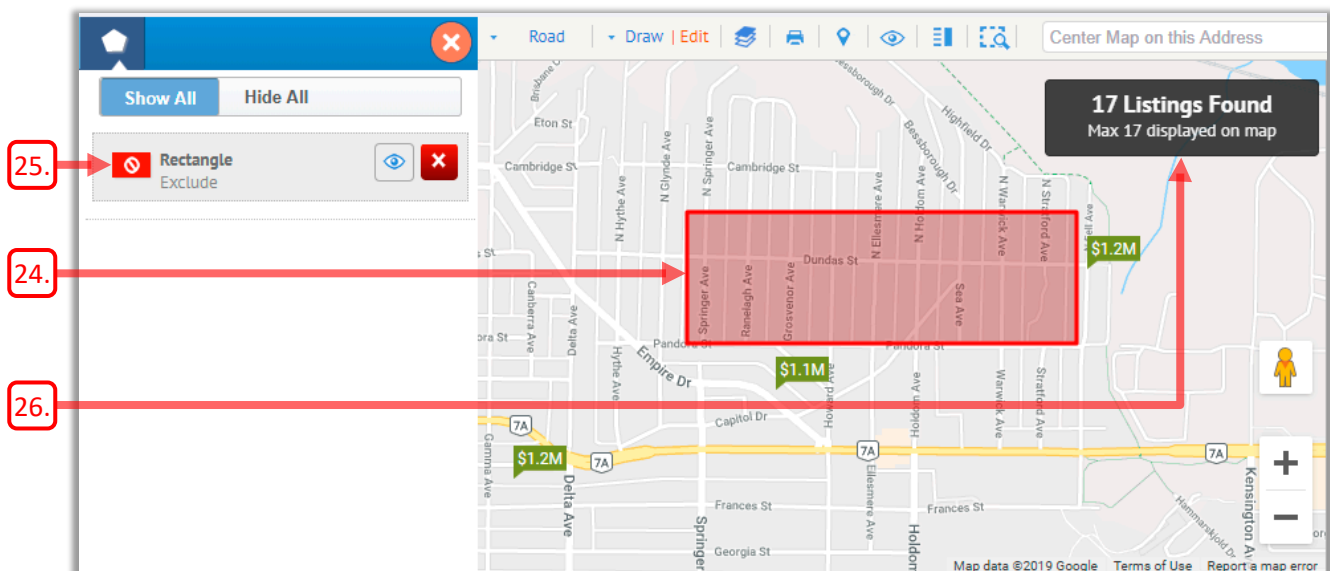 Road
Draw | Edit
Center Map on this Address
Show All
Hide All
17 Listings Found
Max 17 displayed on map
25.
Rectangle
Exclude
24.
26.
Eton St
Bessborough Dr
Highfield Dr
Bessborough Dr
Cambridge St
Cambridge St
N Hythe Ave
N Glynde Ave
N Springer Ave
N Ellesmere Ave
N Holdom Ave
N Warwick Ave
N Stratford Ave
Dundas St
$1.2M
Canberra Ave
Delta Ave
Springer Ave
Ranelagh Ave
Grosvenor Ave
Sea Ave
Pandora St
Pandora St
Hythe Ave
Empire Dr
$1.1M
Howard Ave
Holdom Ave
Warwick Ave
Stratford Ave
Capitol Dr
7A
7A
7A
7A
$1.2M
Gamma Ave
Delta Ave
Ellesmere Ave
Frances St
Frances St
Springer
Holdom
Georgia St
Hammarskjold Dr
Kensington A
+
−
Map data ©2019 Google
Terms of Use
Report a map error